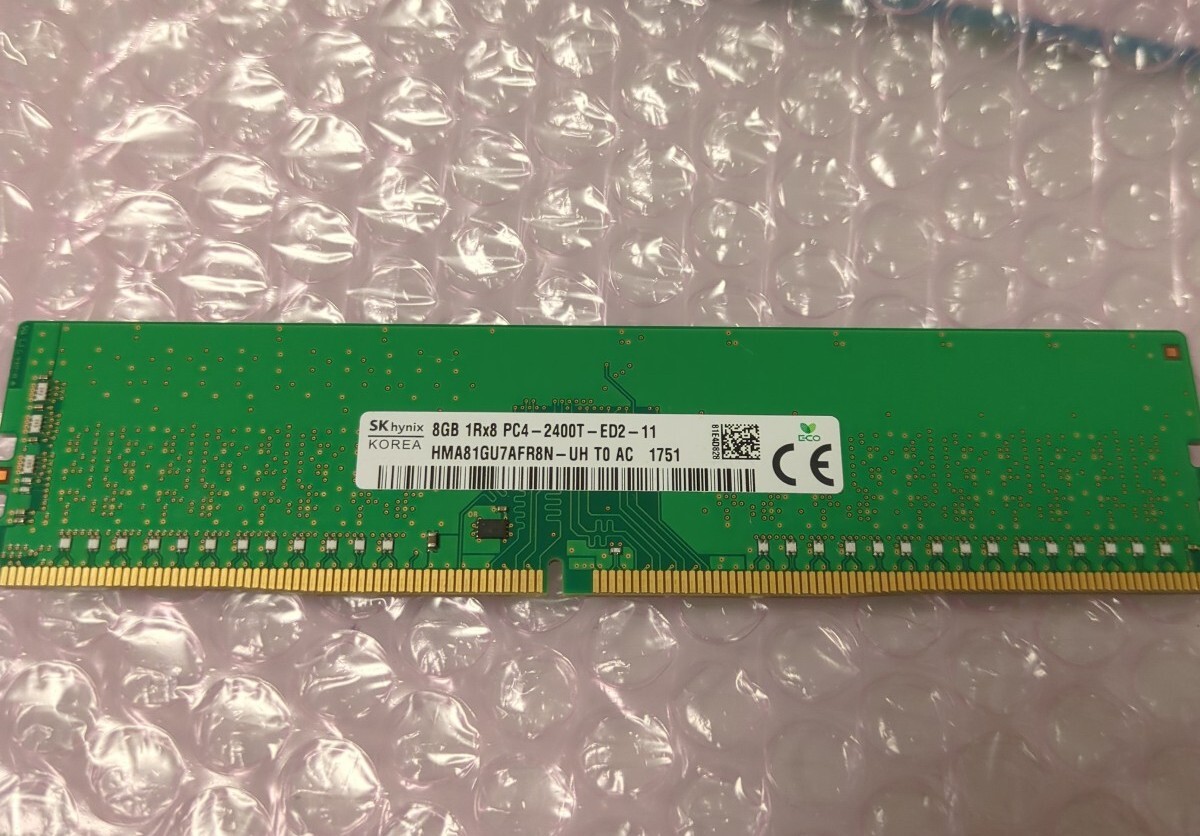 SK hynix
KOREA
8GB 1Rx8 PC4-2400T-ED2-11
HMA81GU7AFR8N-UH T0 AC 1751
ECO
CE